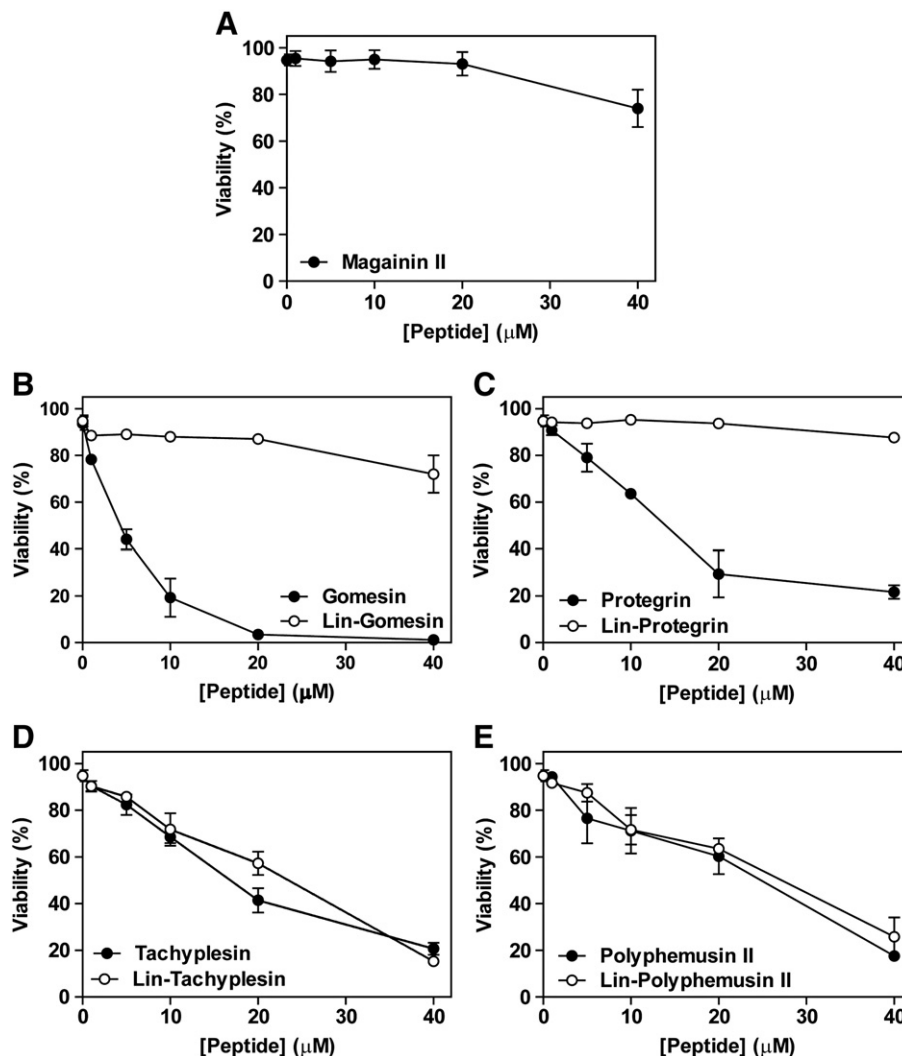 A
Viability (%)
100
80
60
40
20
0
Magainin II
0 10 20 30 40
[Peptide] (μM)
B
Viability (%)
100
80
60
40
20
0
Gomesin
Lin-Gomesin
0 10 20 30 40
[Peptide] (μM)
C
Viability (%)
100
80
60
40
20
0
Protegrin
Lin-Protegrin
0 10 20 30 40
[Peptide] (μM)
D
Viability (%)
100
80
60
40
20
0
Tachyplesin
Lin-Tachyplesin
0 10 20 30 40
[Peptide] (μM)
E
Viability (%)
100
80
60
40
20
0
Polyphemusin II
Lin-Polyphemusin II
0 10 20 30 40
[Peptide] (μM)